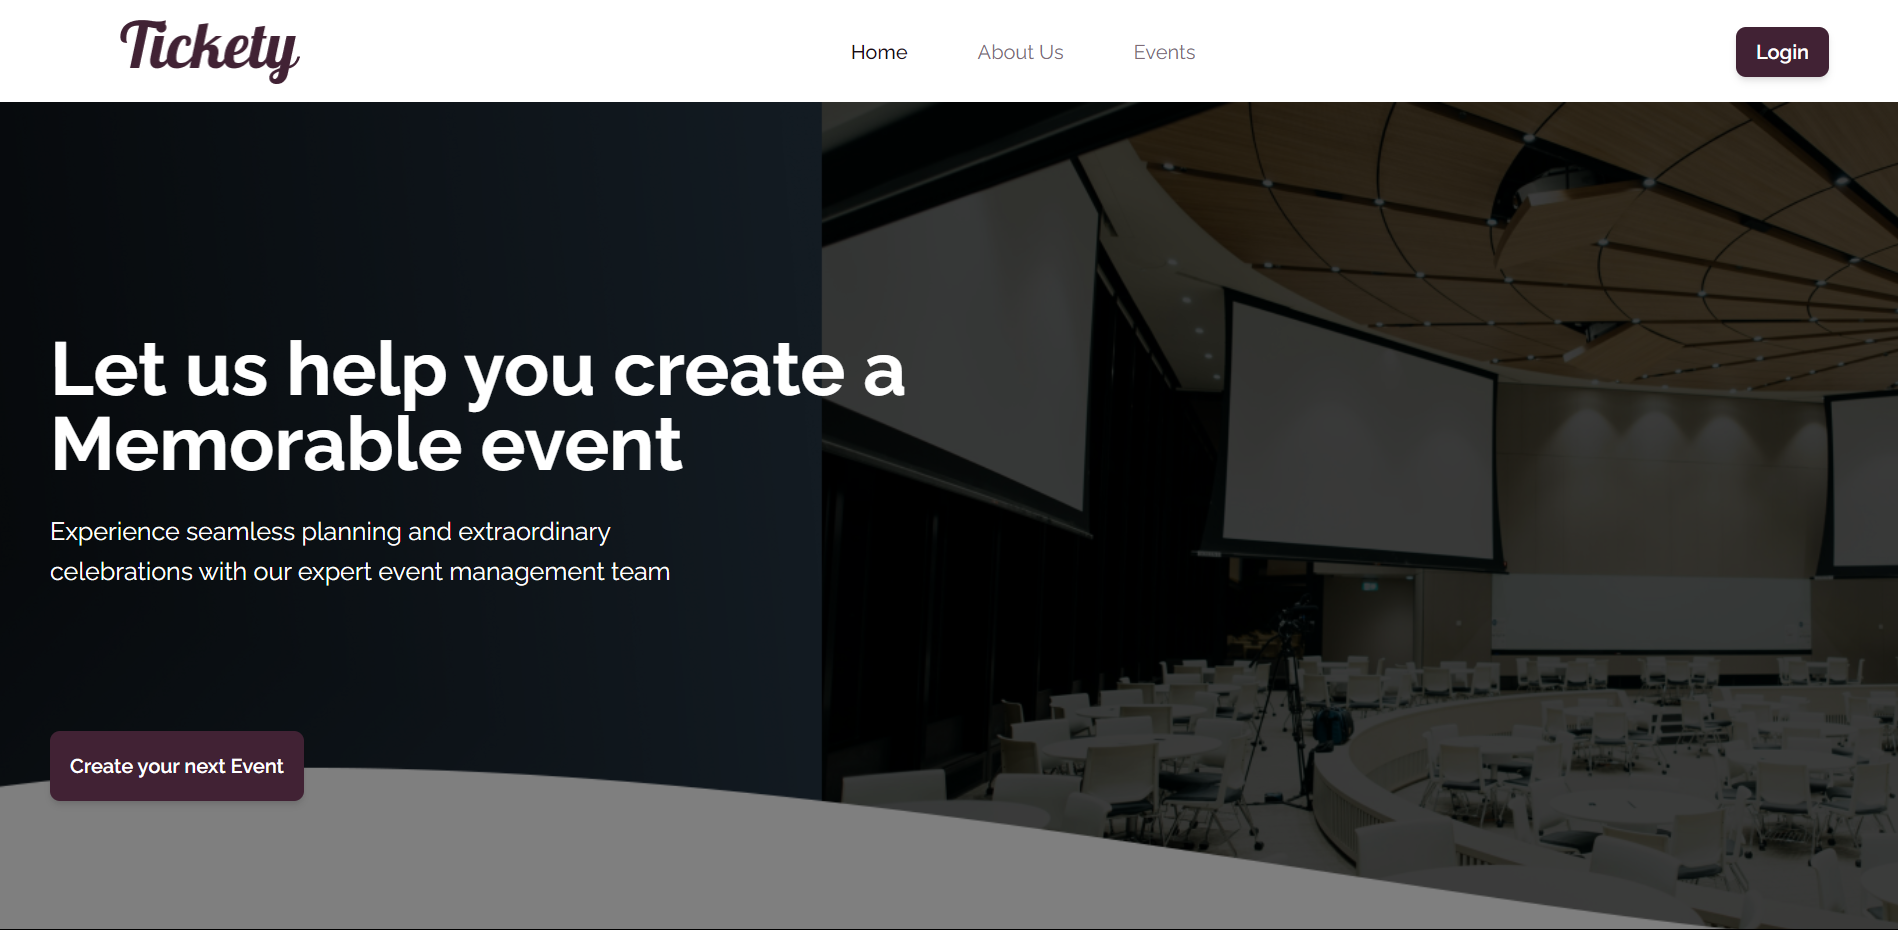 Tickety
Home
About Us
Events
Login
Let us help you create a
Memorable event
Experience seamless planning and extraordinary
celebrations with our expert event management team
Create your next Event